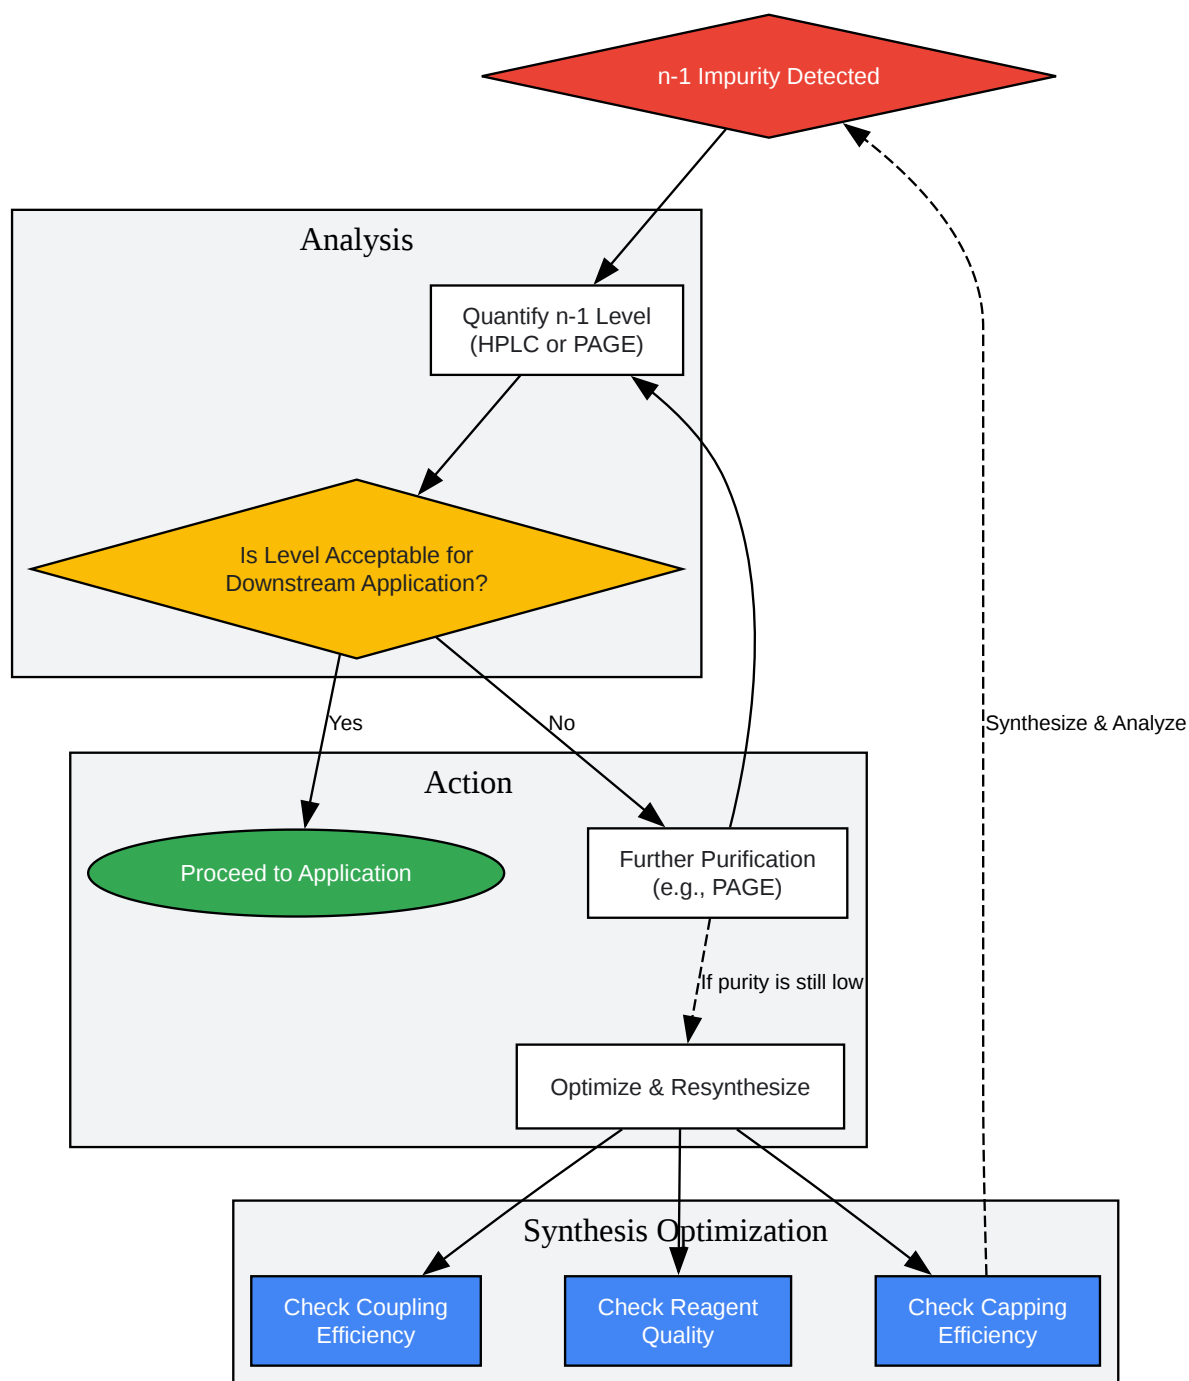 n-1 Impurity Detected
Analysis
Quantify n-1 Level
(HPLC or PAGE)
Is Level Acceptable for
Downstream Application?
Yes
No
Synthesize & Analyze
Action
Proceed to Application
Further Purification
(e.g., PAGE)
If purity is still low
Optimize & Resynthesize
Synthesis Optimization
Check Coupling
Efficiency
Check Reagent
Quality
Check Capping
Efficiency